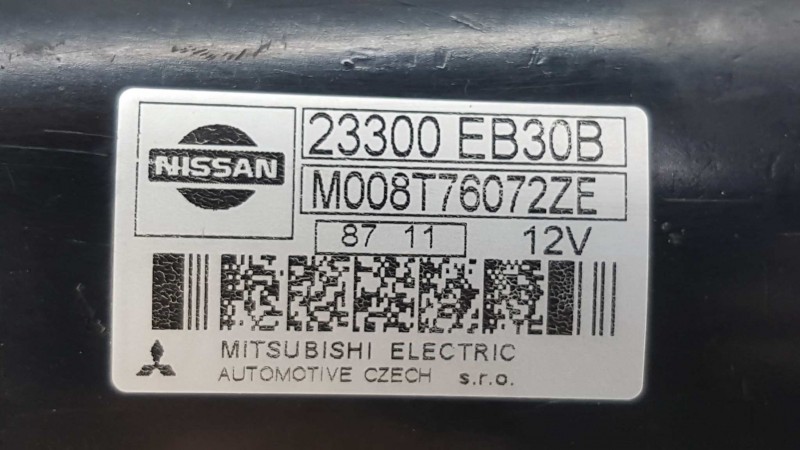 NISSAN
23300 EB30B
M008T76072ZE
87 11 12V
MITSUBISHI ELECTRIC
AUTOMOTIVE CZECH s.r.o.